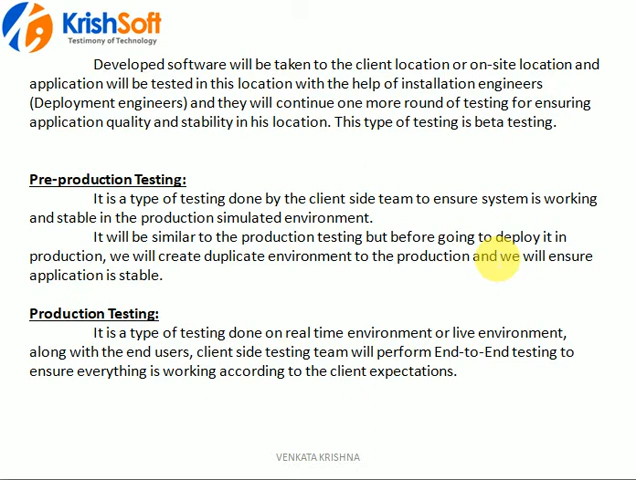 KrishSoft
Testimony of Technology
Developed software will be taken to the client location or on-site location and
application will be tested in this location with the help of installation engineers
(Deployment engineers) and they will continue one more round of testing for ensuring
application quality and stability in his location. This type of testing is beta testing.
Pre-production Testing:
It is a type of testing done by the client side team to ensure system is working
and stable in the production simulated environment.
It will be similar to the production testing but before going to deploy it in
production, we will create duplicate environment to the production and we will ensure
application is stable.
Production Testing:
It is a type of testing done on real time environment or live environment,
along with the end users, client side testing team will perform End-to-End testing to
ensure everything is working according to the client expectations.
VENKATA KRISHNA